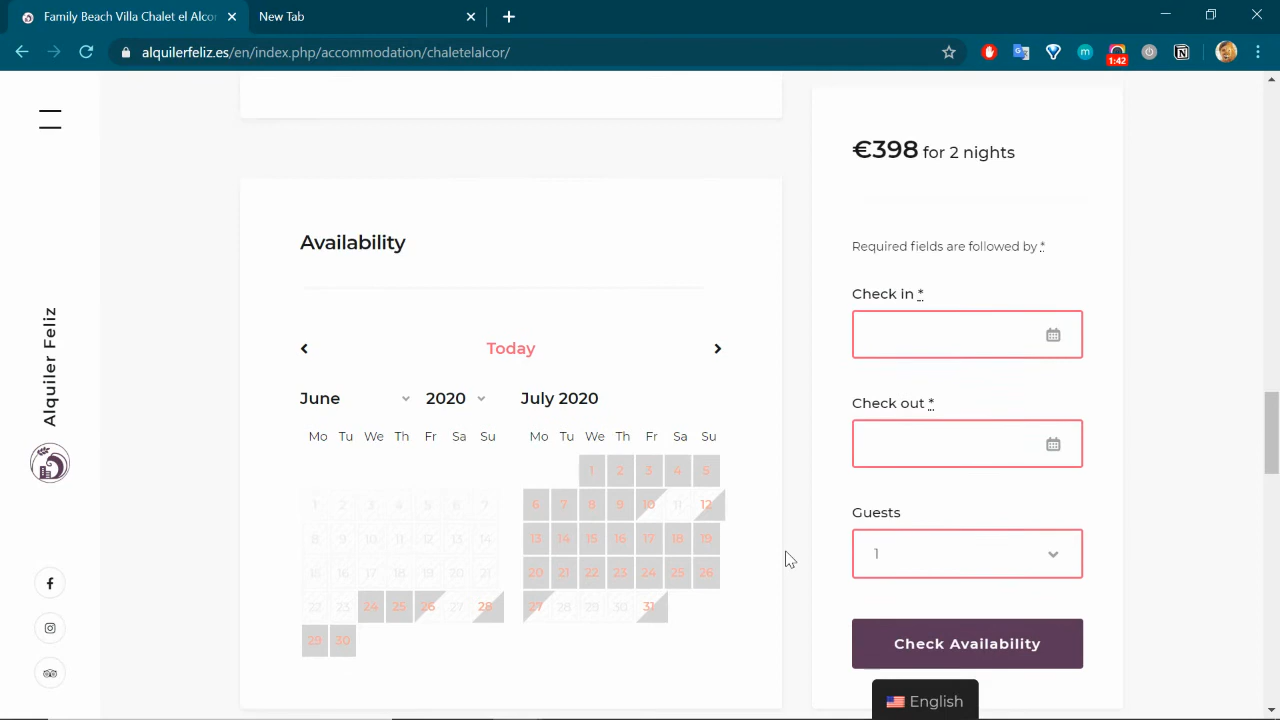 Family Beach Villa Chalet el Alcor
New Tab
alquilerfeliz.es/en/index.php/accommodation/chaletelalcor/
m
1:42
Alquiler Feliz
Availability
Today
June 2020 July 2020
Mo Tu We Th Fr Sa Su Mo Tu We Th Fr Sa Su
1 2 3 4 5
1 2 3 4 5 6 7 6 7 8 9 10 11 12
8 9 10 11 12 13 14 13 14 15 16 17 18 19
15 16 17 18 19 20 21 20 21 22 23 24 25 26
22 23 24 25 26 27 28 27 28 29 30 31
29 30
€398 for 2 nights
Required fields are followed by *
Check in *
Check out *
Guests
1
Check Availability
English